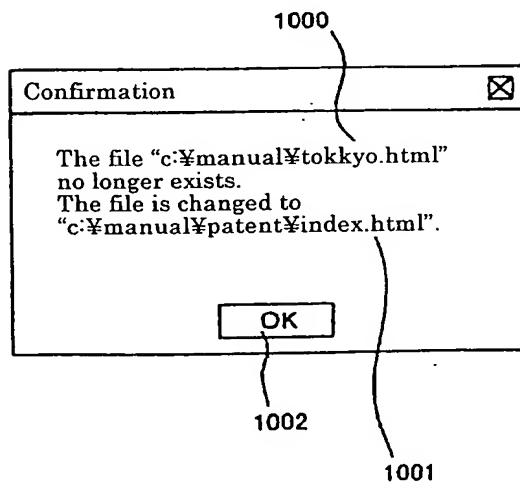 1000
Confirmation
The file “c:¥manual¥tokkyo.html”
no longer exists.
The file is changed to
“c:¥manual¥patent¥index.html”.
OK
1002
1001